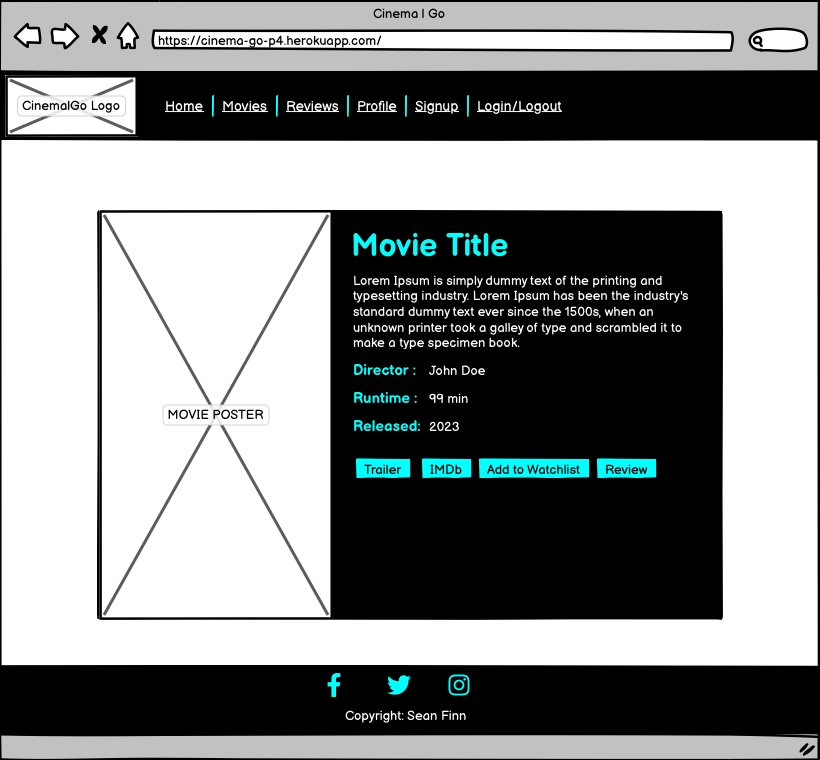 Cinema | Go
https://cinema-go-p4.herokuapp.com/
CinemalGo Logo
Home Movies Reviews Profile Signup Login/Logout
MOVIE POSTER
Movie Title
Lorem Ipsum is simply dummy text of the printing and
typesetting industry. Lorem Ipsum has been the industry's
standard dummy text ever since the 1500s, when an
unknown printer took a galley of type and scrambled it to
make a type specimen book.
Director : John Doe
Runtime : 99 min
Released: 2023
Trailer IMDb Add to Watchlist Review
Copyright: Sean Finn